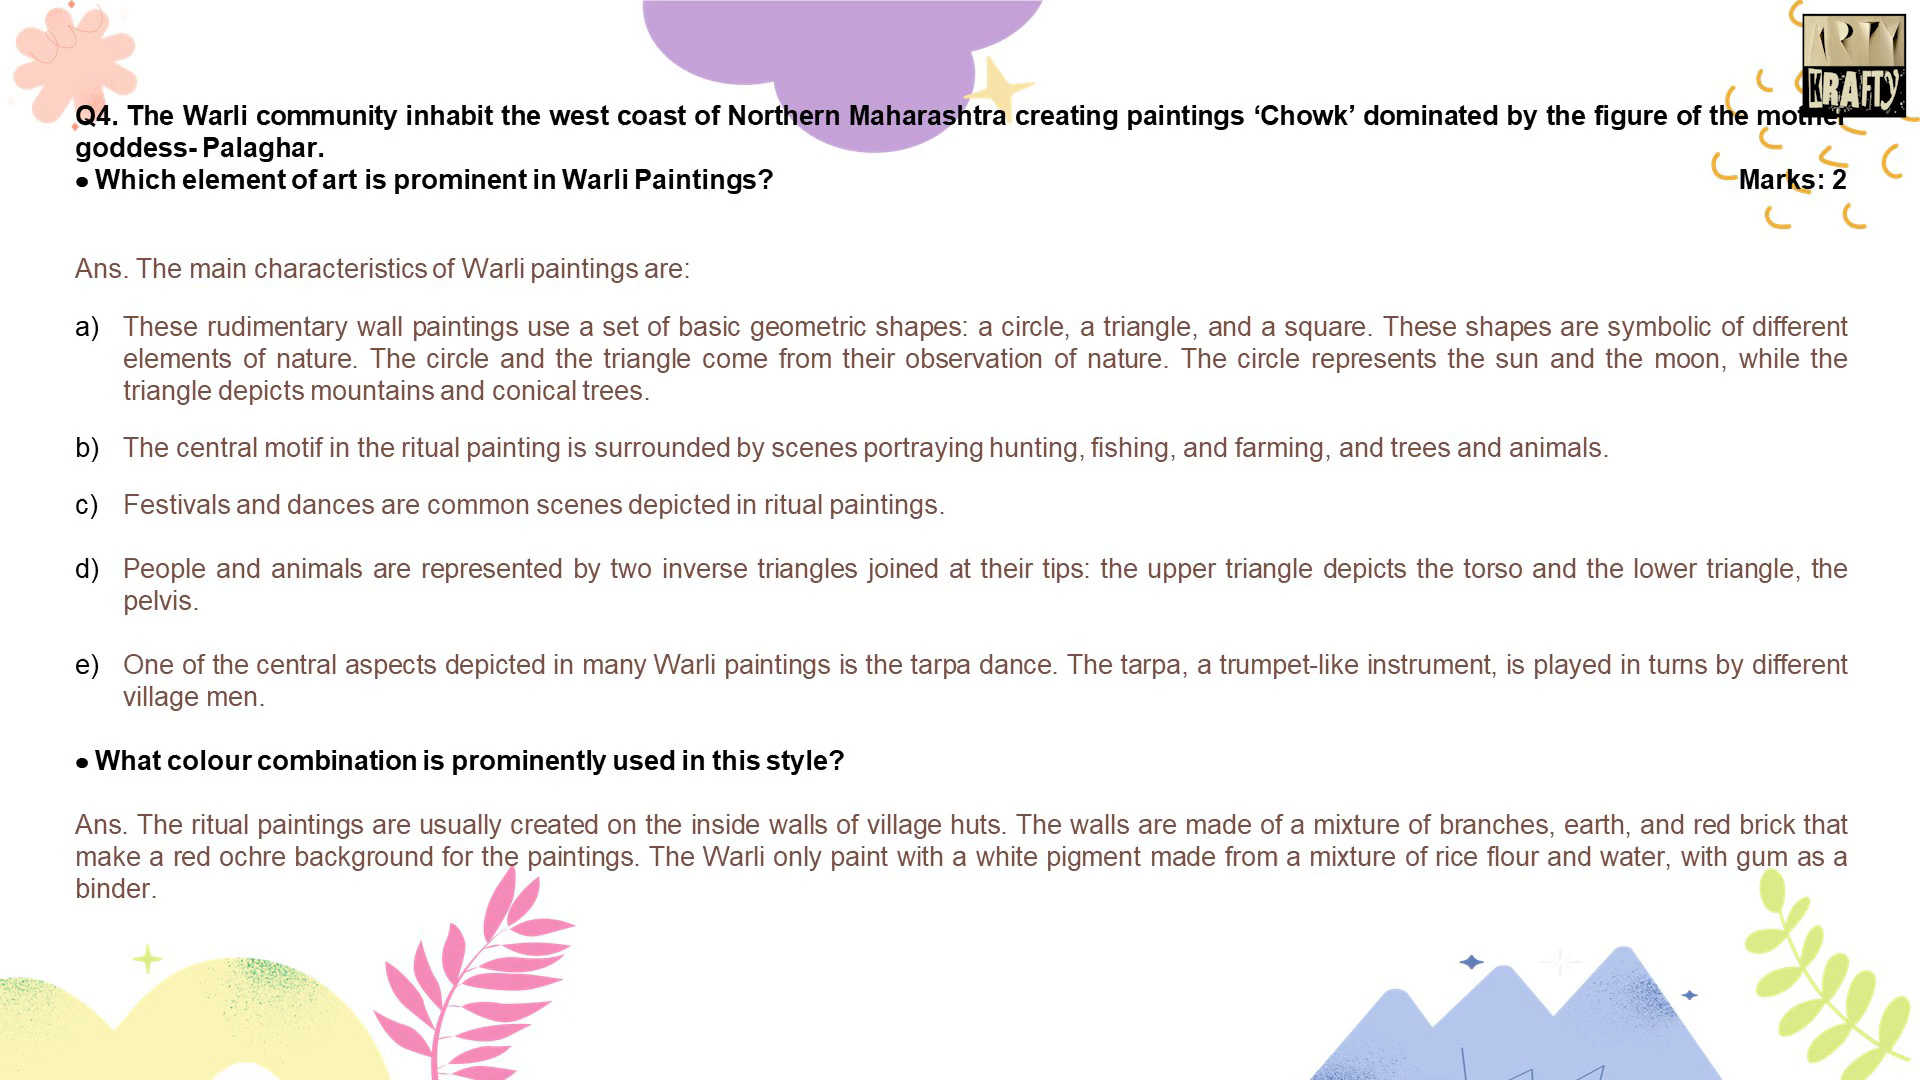 ARTY
KRAFTY
Q4. The Warli community inhabit the west coast of Northern Maharashtra creating paintings ‘Chowk’ dominated by the figure of the mother
goddess- Palaghar.
● Which element of art is prominent in Warli Paintings? Marks: 2
Ans. The main characteristics of Warli paintings are:
a) These rudimentary wall paintings use a set of basic geometric shapes: a circle, a triangle, and a square. These shapes are symbolic of different
elements of nature. The circle and the triangle come from their observation of nature. The circle represents the sun and the moon, while the
triangle depicts mountains and conical trees.
b) The central motif in the ritual painting is surrounded by scenes portraying hunting, fishing, and farming, and trees and animals.
c) Festivals and dances are common scenes depicted in ritual paintings.
d) People and animals are represented by two inverse triangles joined at their tips: the upper triangle depicts the torso and the lower triangle, the
pelvis.
e) One of the central aspects depicted in many Warli paintings is the tarpa dance. The tarpa, a trumpet-like instrument, is played in turns by different
village men.
● What colour combination is prominently used in this style?
Ans. The ritual paintings are usually created on the inside walls of village huts. The walls are made of a mixture of branches, earth, and red brick that
make a red ochre background for the paintings. The Warli only paint with a white pigment made from a mixture of rice flour and water, with gum as a
binder.